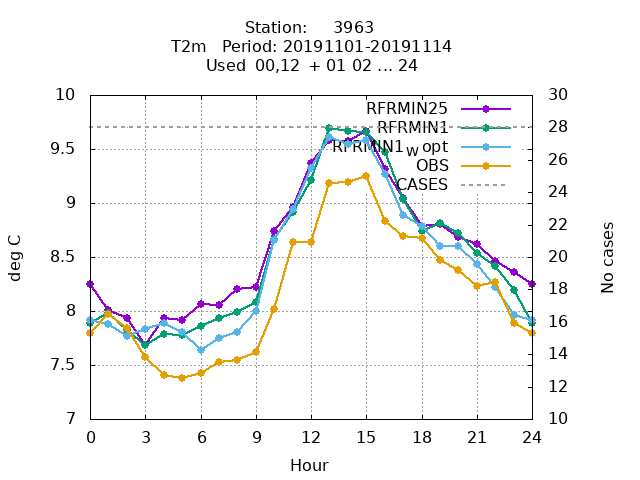 Station: 3963
T2m Period: 20191101-20191114
Used 00,12 + 01 02 ... 24
RFRMIN25
RFRMIN1
RFRMIN1_W opt
OBS
CASES
deg C
10
9.5
9
8.5
8
7.5
7
30
28
26
24
22
20
18
16
14
12
10
No cases
0 3 6 9 12 15 18 21 24
Hour